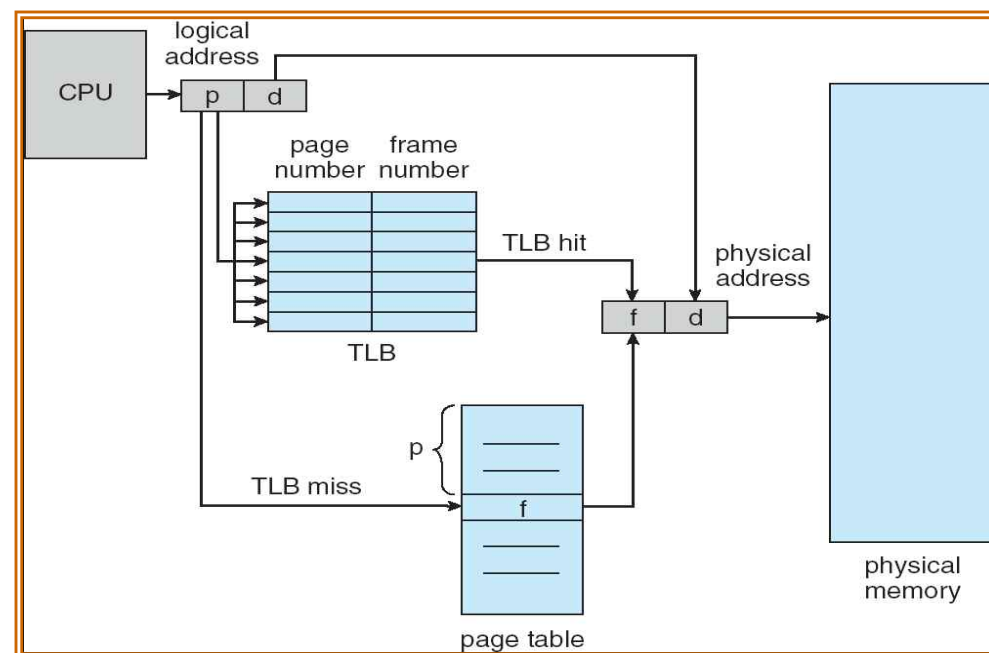 logical
address
CPU
p
d
page
number
frame
number
TLB hit
physical
address
f
d
TLB
p
TLB miss
f
physical
memory
page table